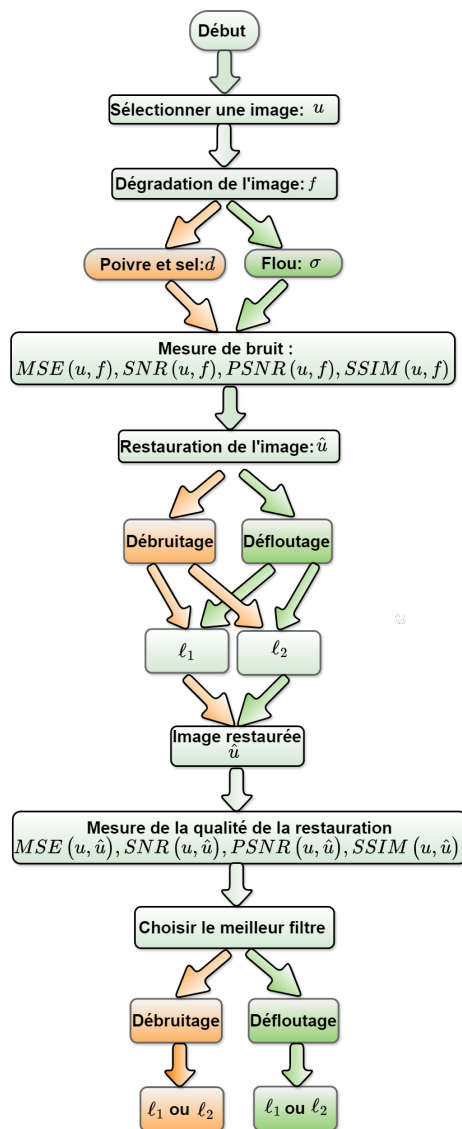 Début
Sélectionner une image: u
Dégradation de l'image: f
Poivre et sel:d
Flou: σ
Mesure de bruit :
MSE (u, f), SNR (u, f), PSNR (u, f), SSIM (u, f)
Restauration de l'image: û
Débruitage
Défloutage
ℓ₁
ℓ₂
Image restaurée
û
Mesure de la qualité de la restauration
MSE (u, û), SNR (u, û), PSNR (u, û), SSIM (u, û)
Choisir le meilleur filtre
Débruitage
Défloutage
ℓ₁ ou ℓ₂
ℓ₁ ou ℓ₂